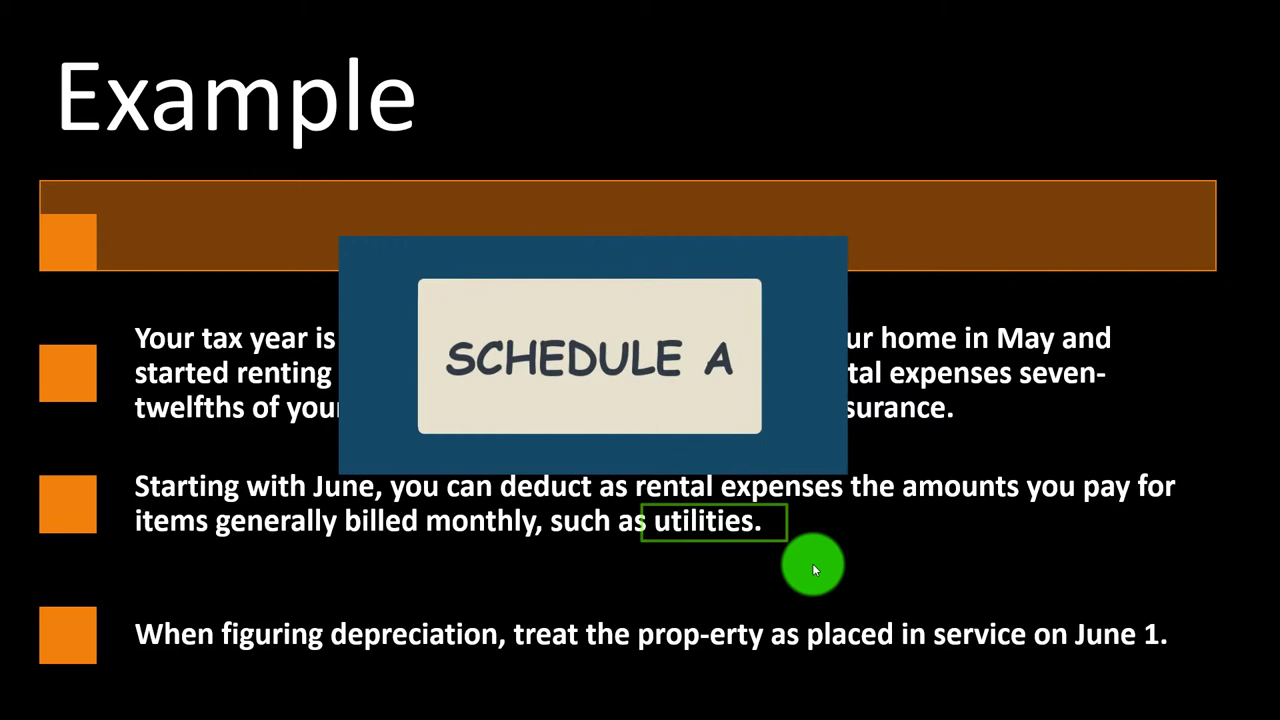 Example
Your tax year is
SCHEDULE A
ur home in May and
started renting
tal expenses seven-
twelfths of you
surance.
Starting with June, you can deduct as rental expenses the amounts you pay for
items generally billed monthly, such as utilities.
When figuring depreciation, treat the prop-erty as placed in service on June 1.